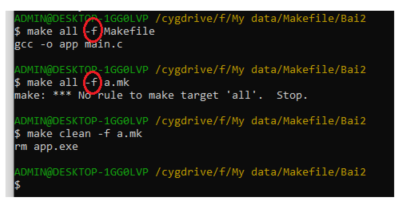 ADMIN@DESKTOP-1GG0LVP /cygdrive/f/My data/Makefile/Bai2
$ make all -f Makefile
gcc -o app main.c
ADMIN@DESKTOP-1GG0LVP /cygdrive/f/My data/Makefile/Bai2
$ make all -f a.mk
make: *** No rule to make target 'all'.  Stop.
ADMIN@DESKTOP-1GG0LVP /cygdrive/f/My data/Makefile/Bai2
$ make clean -f a.mk
rm app.exe
ADMIN@DESKTOP-1GG0LVP /cygdrive/f/My data/Makefile/Bai2
$